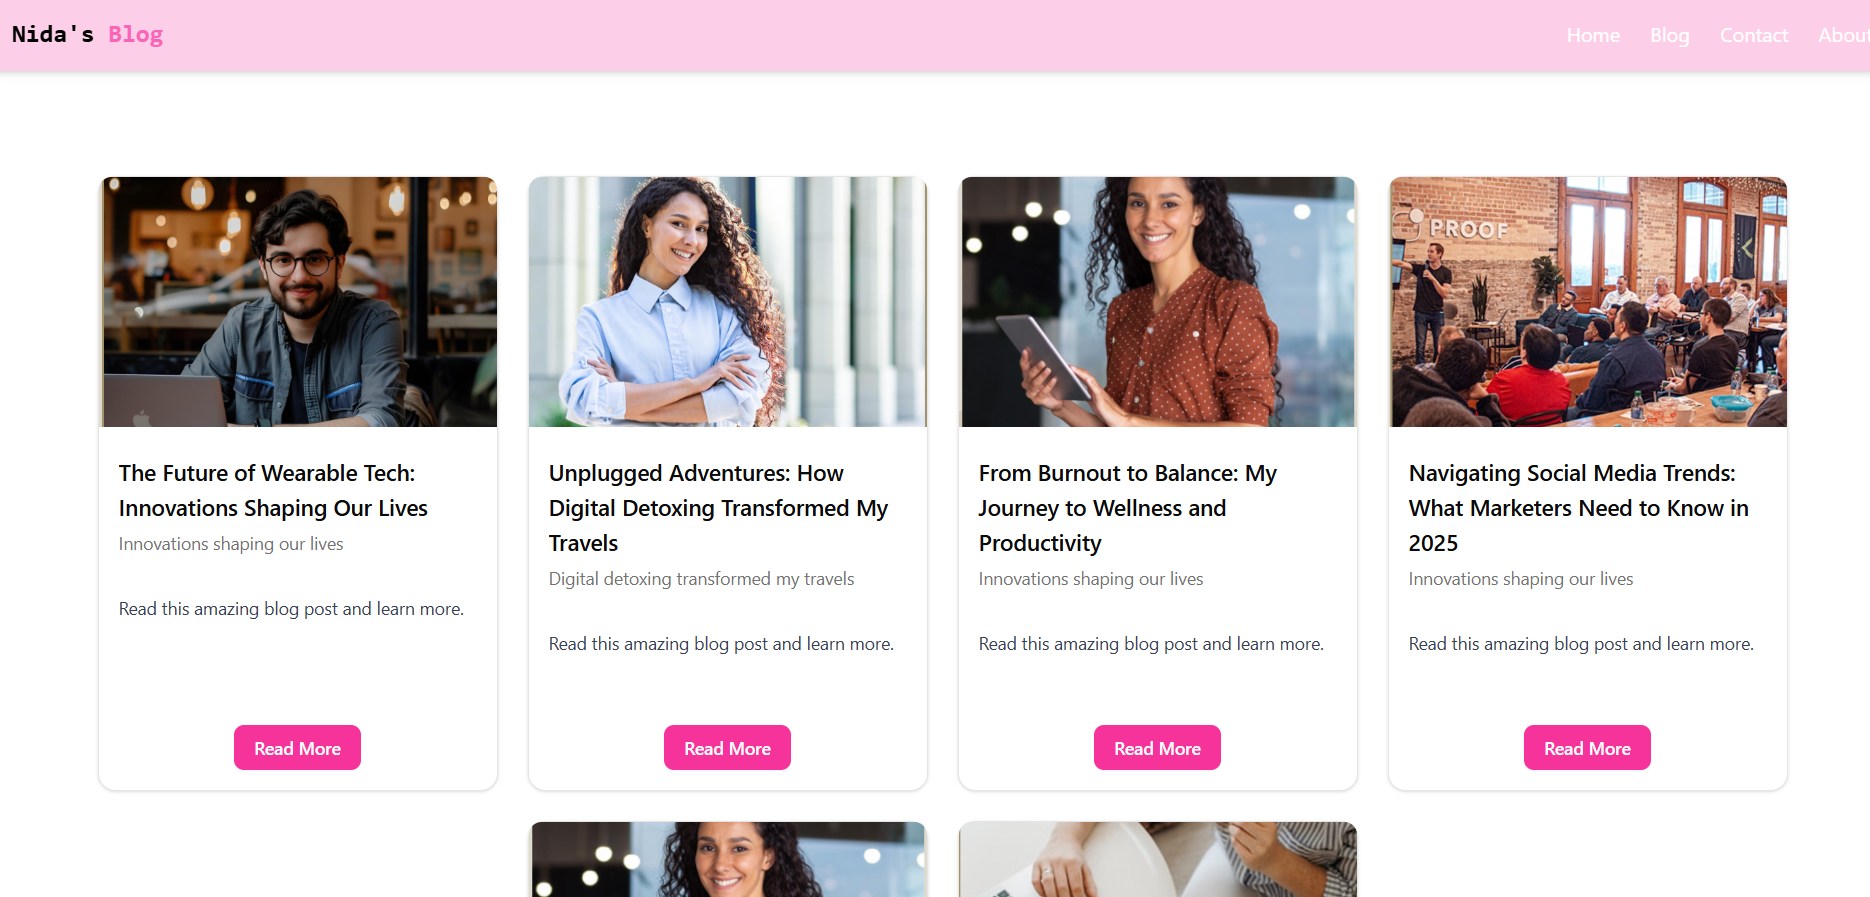 Nida's Blog
Home Blog Contact About
PROOF
The Future of Wearable Tech:
Innovations Shaping Our Lives
Innovations shaping our lives
Read this amazing blog post and learn more.
Read More
Unplugged Adventures: How
Digital Detoxing Transformed My
Travels
Digital detoxing transformed my travels
Read this amazing blog post and learn more.
Read More
From Burnout to Balance: My
Journey to Wellness and
Productivity
Innovations shaping our lives
Read this amazing blog post and learn more.
Read More
Navigating Social Media Trends:
What Marketers Need to Know in
2025
Innovations shaping our lives
Read this amazing blog post and learn more.
Read More